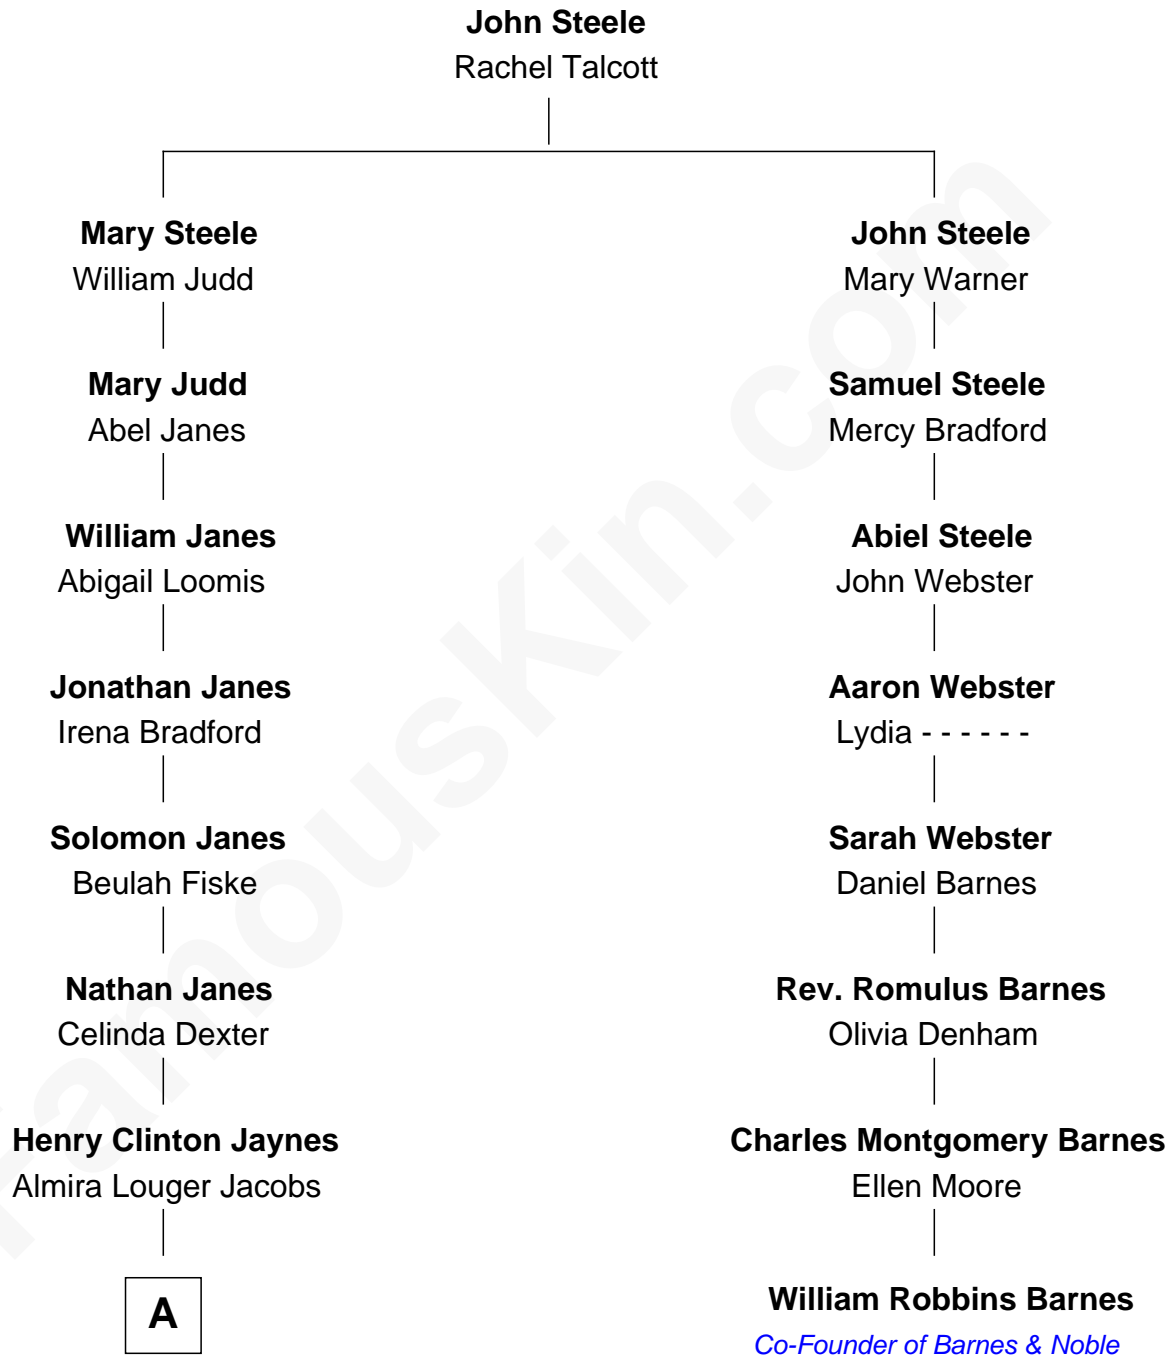 John Steele
Rachel Talcott
Mary Steele
William Judd
John Steele
Mary Warner
Mary Judd
Abel Janes
Samuel Steele
Mercy Bradford
William Janes
Abigail Loomis
Abiel Steele
John Webster
Jonathan Janes
Irena Bradford
Aaron Webster
Lydia - - - - - -
Solomon Janes
Beulah Fiske
Sarah Webster
Daniel Barnes
Nathan Janes
Celinda Dexter
Rev. Romulus Barnes
Olivia Denham
Henry Clinton Jaynes
Almira Louger Jacobs
Charles Montgomery Barnes
Ellen Moore
A
William Robbins Barnes
Co-Founder of Barnes & Noble
FamousKin.com